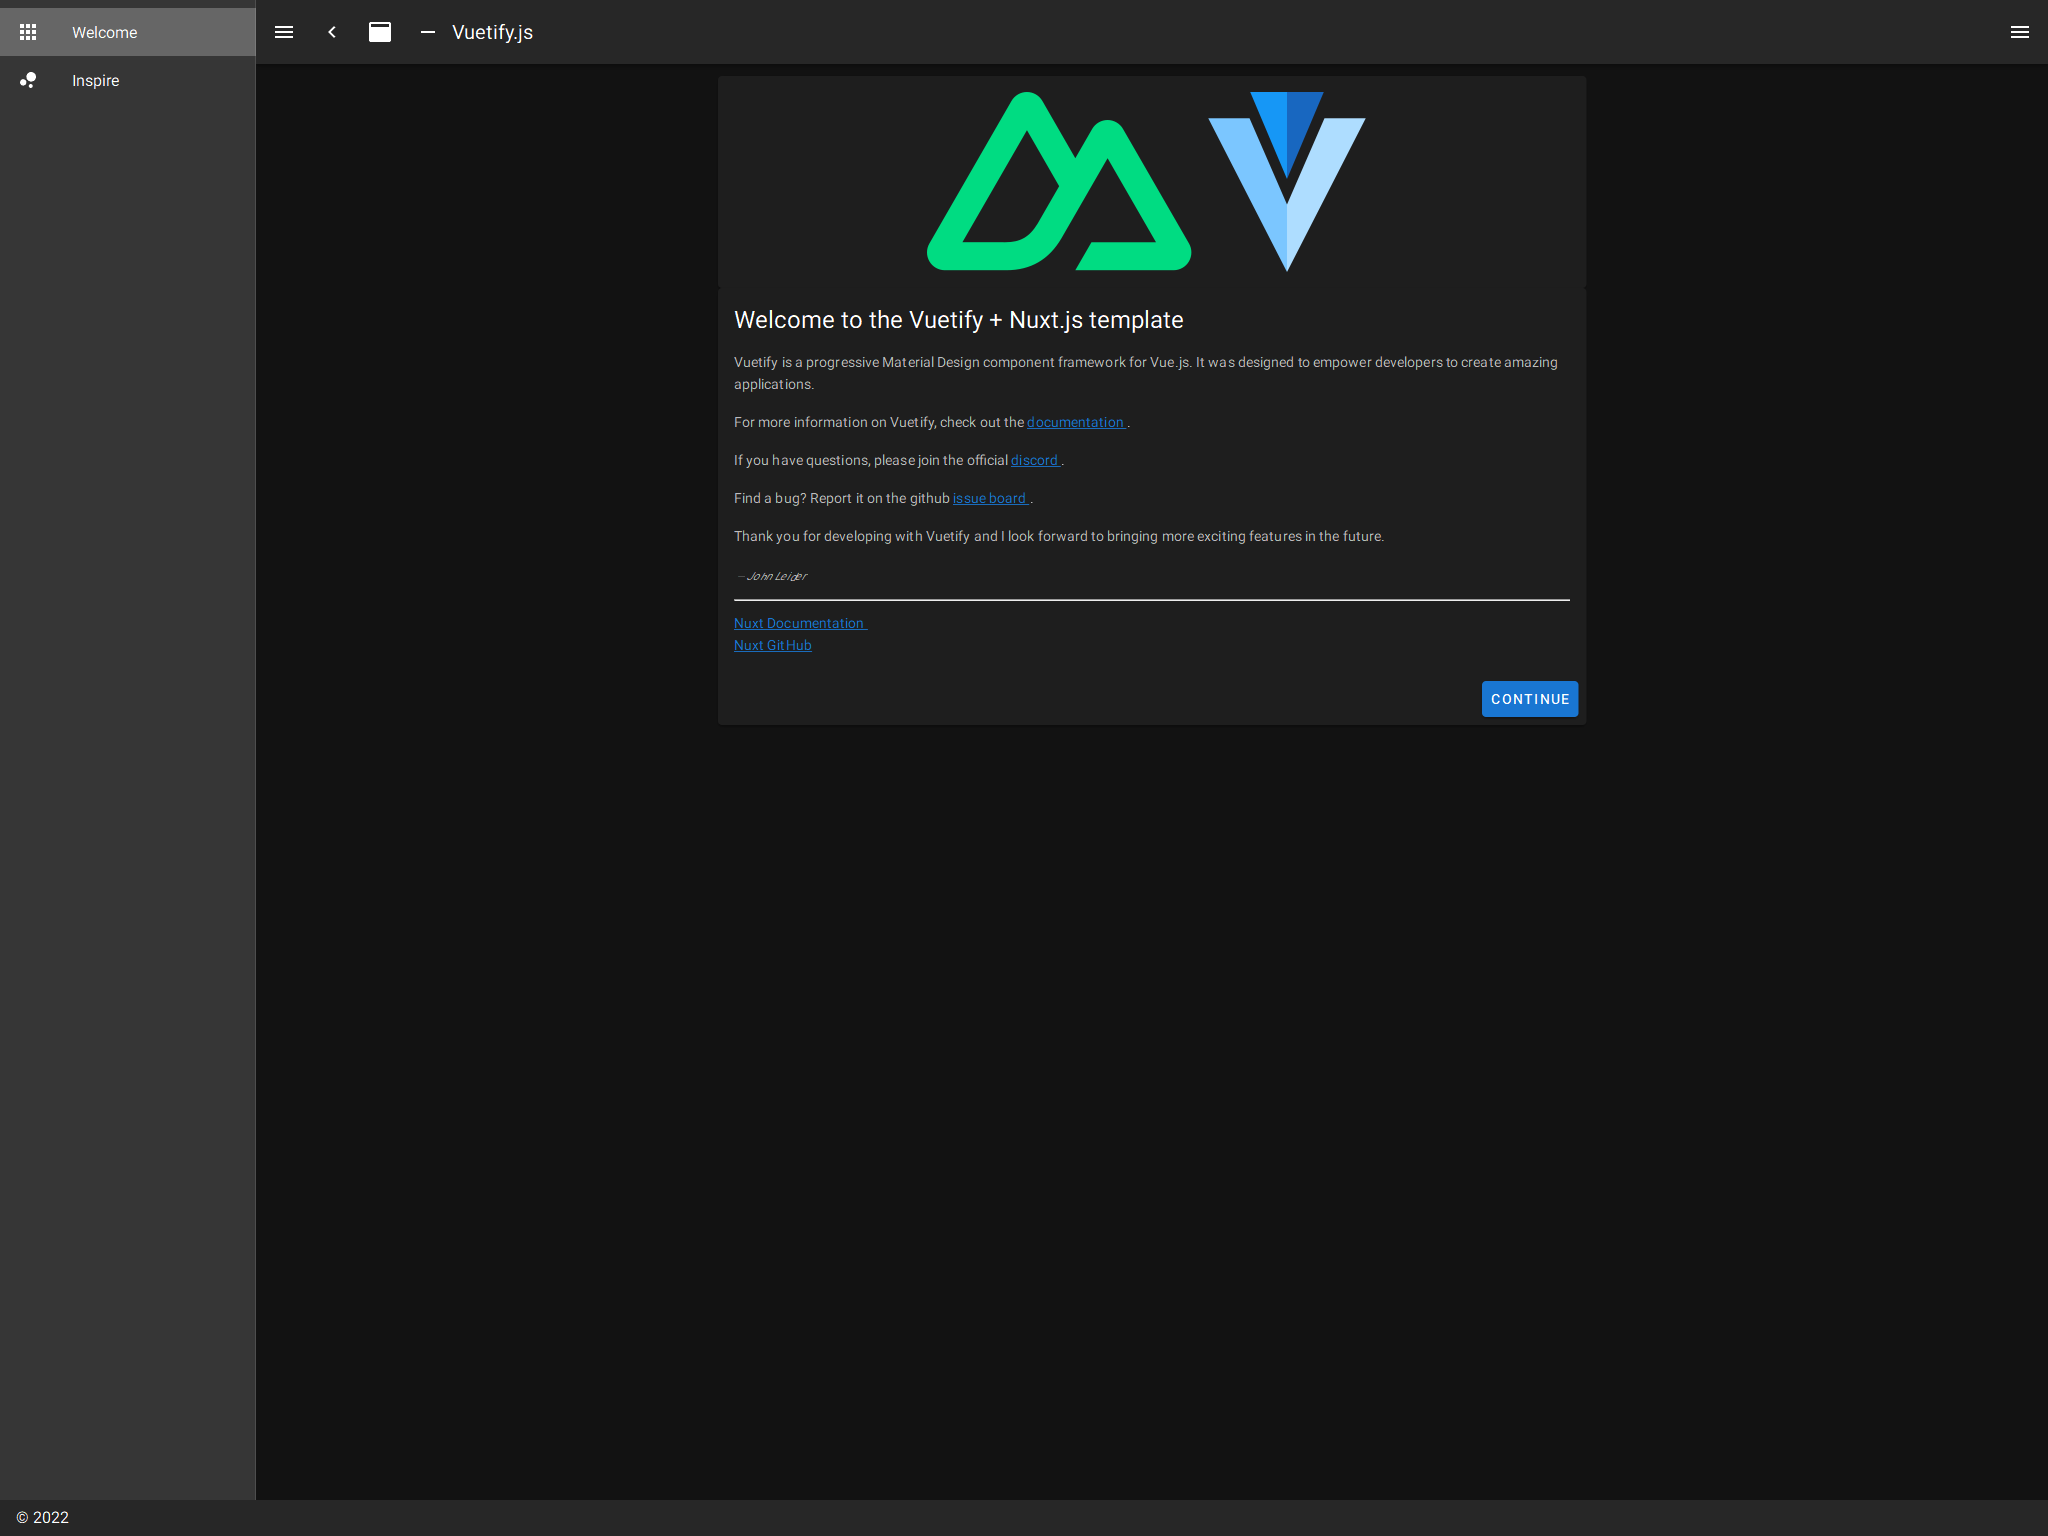 Welcome
Inspire
Vuetify.js
Welcome to the Vuetify + Nuxt.js template
Vuetify is a progressive Material Design component framework for Vue.js. It was designed to empower developers to create amazing
applications.
For more information on Vuetify, check out the documentation .
If you have questions, please join the official discord .
Find a bug? Report it on the github issue board .
Thank you for developing with Vuetify and I look forward to bringing more exciting features in the future.
— John Leider
Nuxt Documentation
Nuxt GitHub
CONTINUE
© 2022